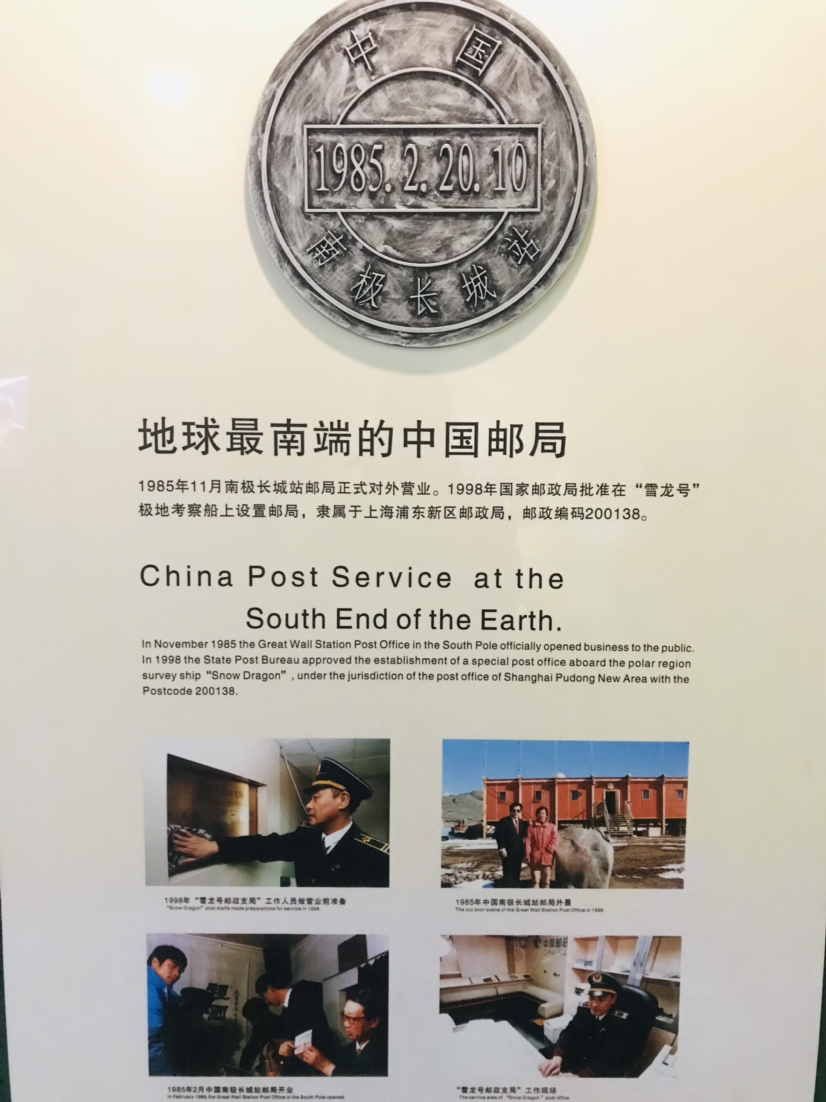 中国
1985. 2. 20. 10
南极长城站
地球最南端的中国邮局
1985年11月南极长城站邮局正式对外营业。1998年国家邮政局批准在“雪龙号”
极地考察船上设置邮局，隶属于上海浦东新区邮政局，邮政编码200138。
China Post Service at the
South End of the Earth.
In November 1985 the Great Wall Station Post Office in the South Pole officially opened business to the public.
In 1998 the State Post Bureau approved the establishment of a special post office aboard the polar region
survey ship “Snow Dragon”, under the jurisdiction of the post office of Shanghai Pudong New Area with the
Postcode 200138.
1998年“雪龙号邮政支局”工作人员做营业前准备
"Snow Dragon" post staffs made preparations for service in 1998.
1985年中国南极长城站邮局外景
The out door scene of the Great Wall Station Post Office in 1985.
中国邮政
1985年2月中国南极长城站邮局开业
In February 1985,the Great Wall Station Post Office in the South Pole opened.
“雪龙号邮政支局”工作现场
The service area of "Snow Dragon" post office